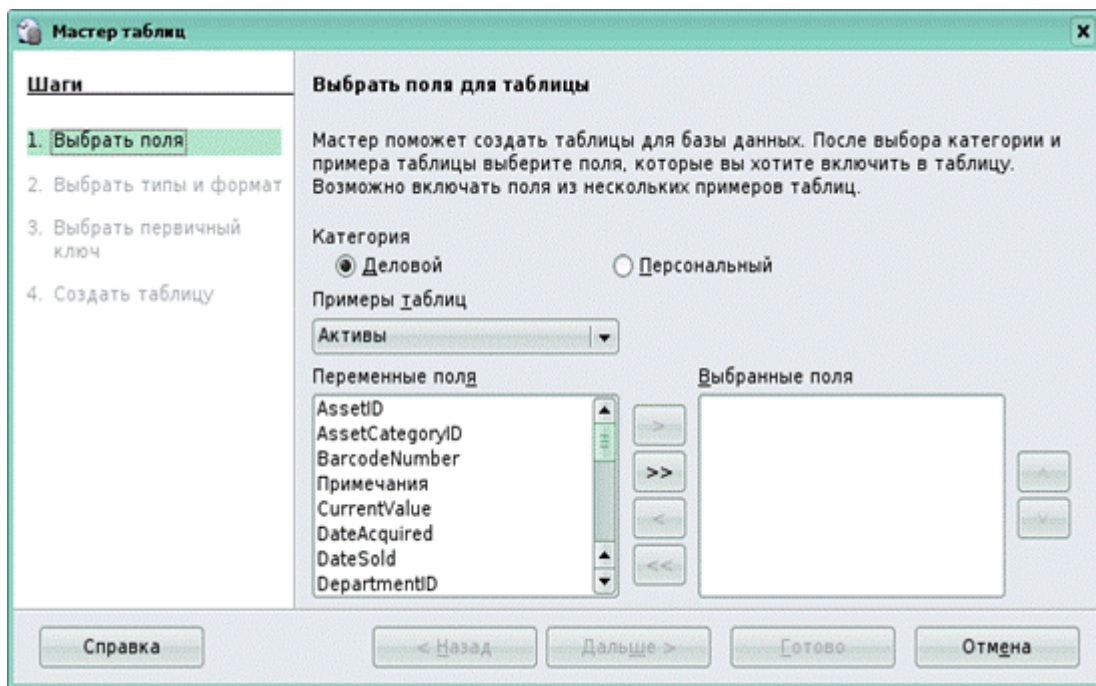 Мастер таблиц
Шаги
1. Выбрать поля
2. Выбрать типы и формат
3. Выбрать первичный
ключ
4. Создать таблицу
Выбрать поля для таблицы
Мастер поможет создать таблицы для базы данных. После выбора категории и
примера таблицы выберите поля, которые вы хотите включить в таблицу.
Возможно включать поля из нескольких примеров таблиц.
Категория
Деловой
Персональный
Примеры таблиц
Активы
Переменные поля
AssetID
AssetCategoryID
BarcodeNumber
Примечания
CurrentValue
DateAcquired
DateSold
DepartmentID
>
>>
<
<<
Выбранные поля
^
v
Справка
< Назад
Дальше >
Готово
Отмена